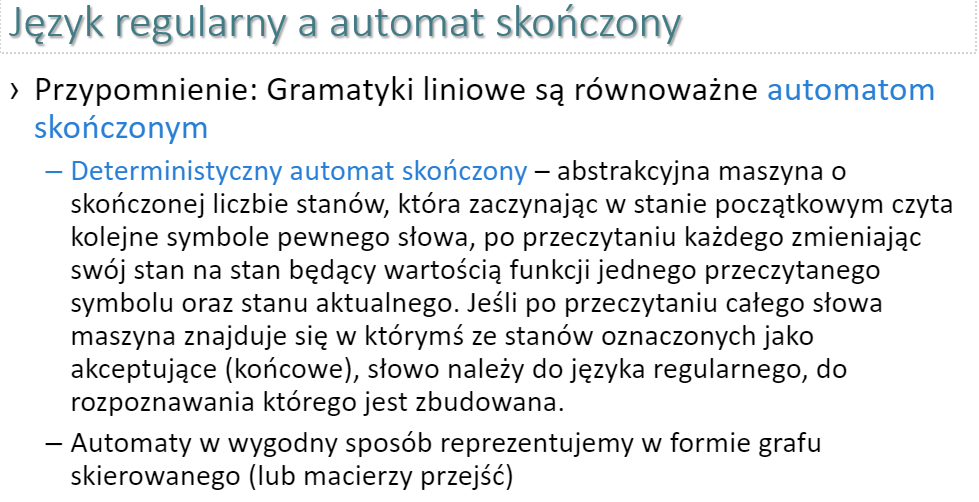 Język regularny a automat skończony
› Przypomnienie: Gramatyki liniowe są równoważne automatom
skończonym
– Deterministyczny automat skończony – abstrakcyjna maszyna o
skończonej liczbie stanów, która zaczynając w stanie początkowym czyta
kolejne symbole pewnego słowa, po przeczytaniu każdego zmieniając
swój stan na stan będący wartością funkcji jednego przeczytanego
symbolu oraz stanu aktualnego. Jeśli po przeczytaniu całego słowa
maszyna znajduje się w którymś ze stanów oznaczonych jako
akceptujące (końcowe), słowo należy do języka regularnego, do
rozpoznawania którego jest zbudowana.
– Automaty w wygodny sposób reprezentujemy w formie grafu
skierowanego (lub macierzy przejść)